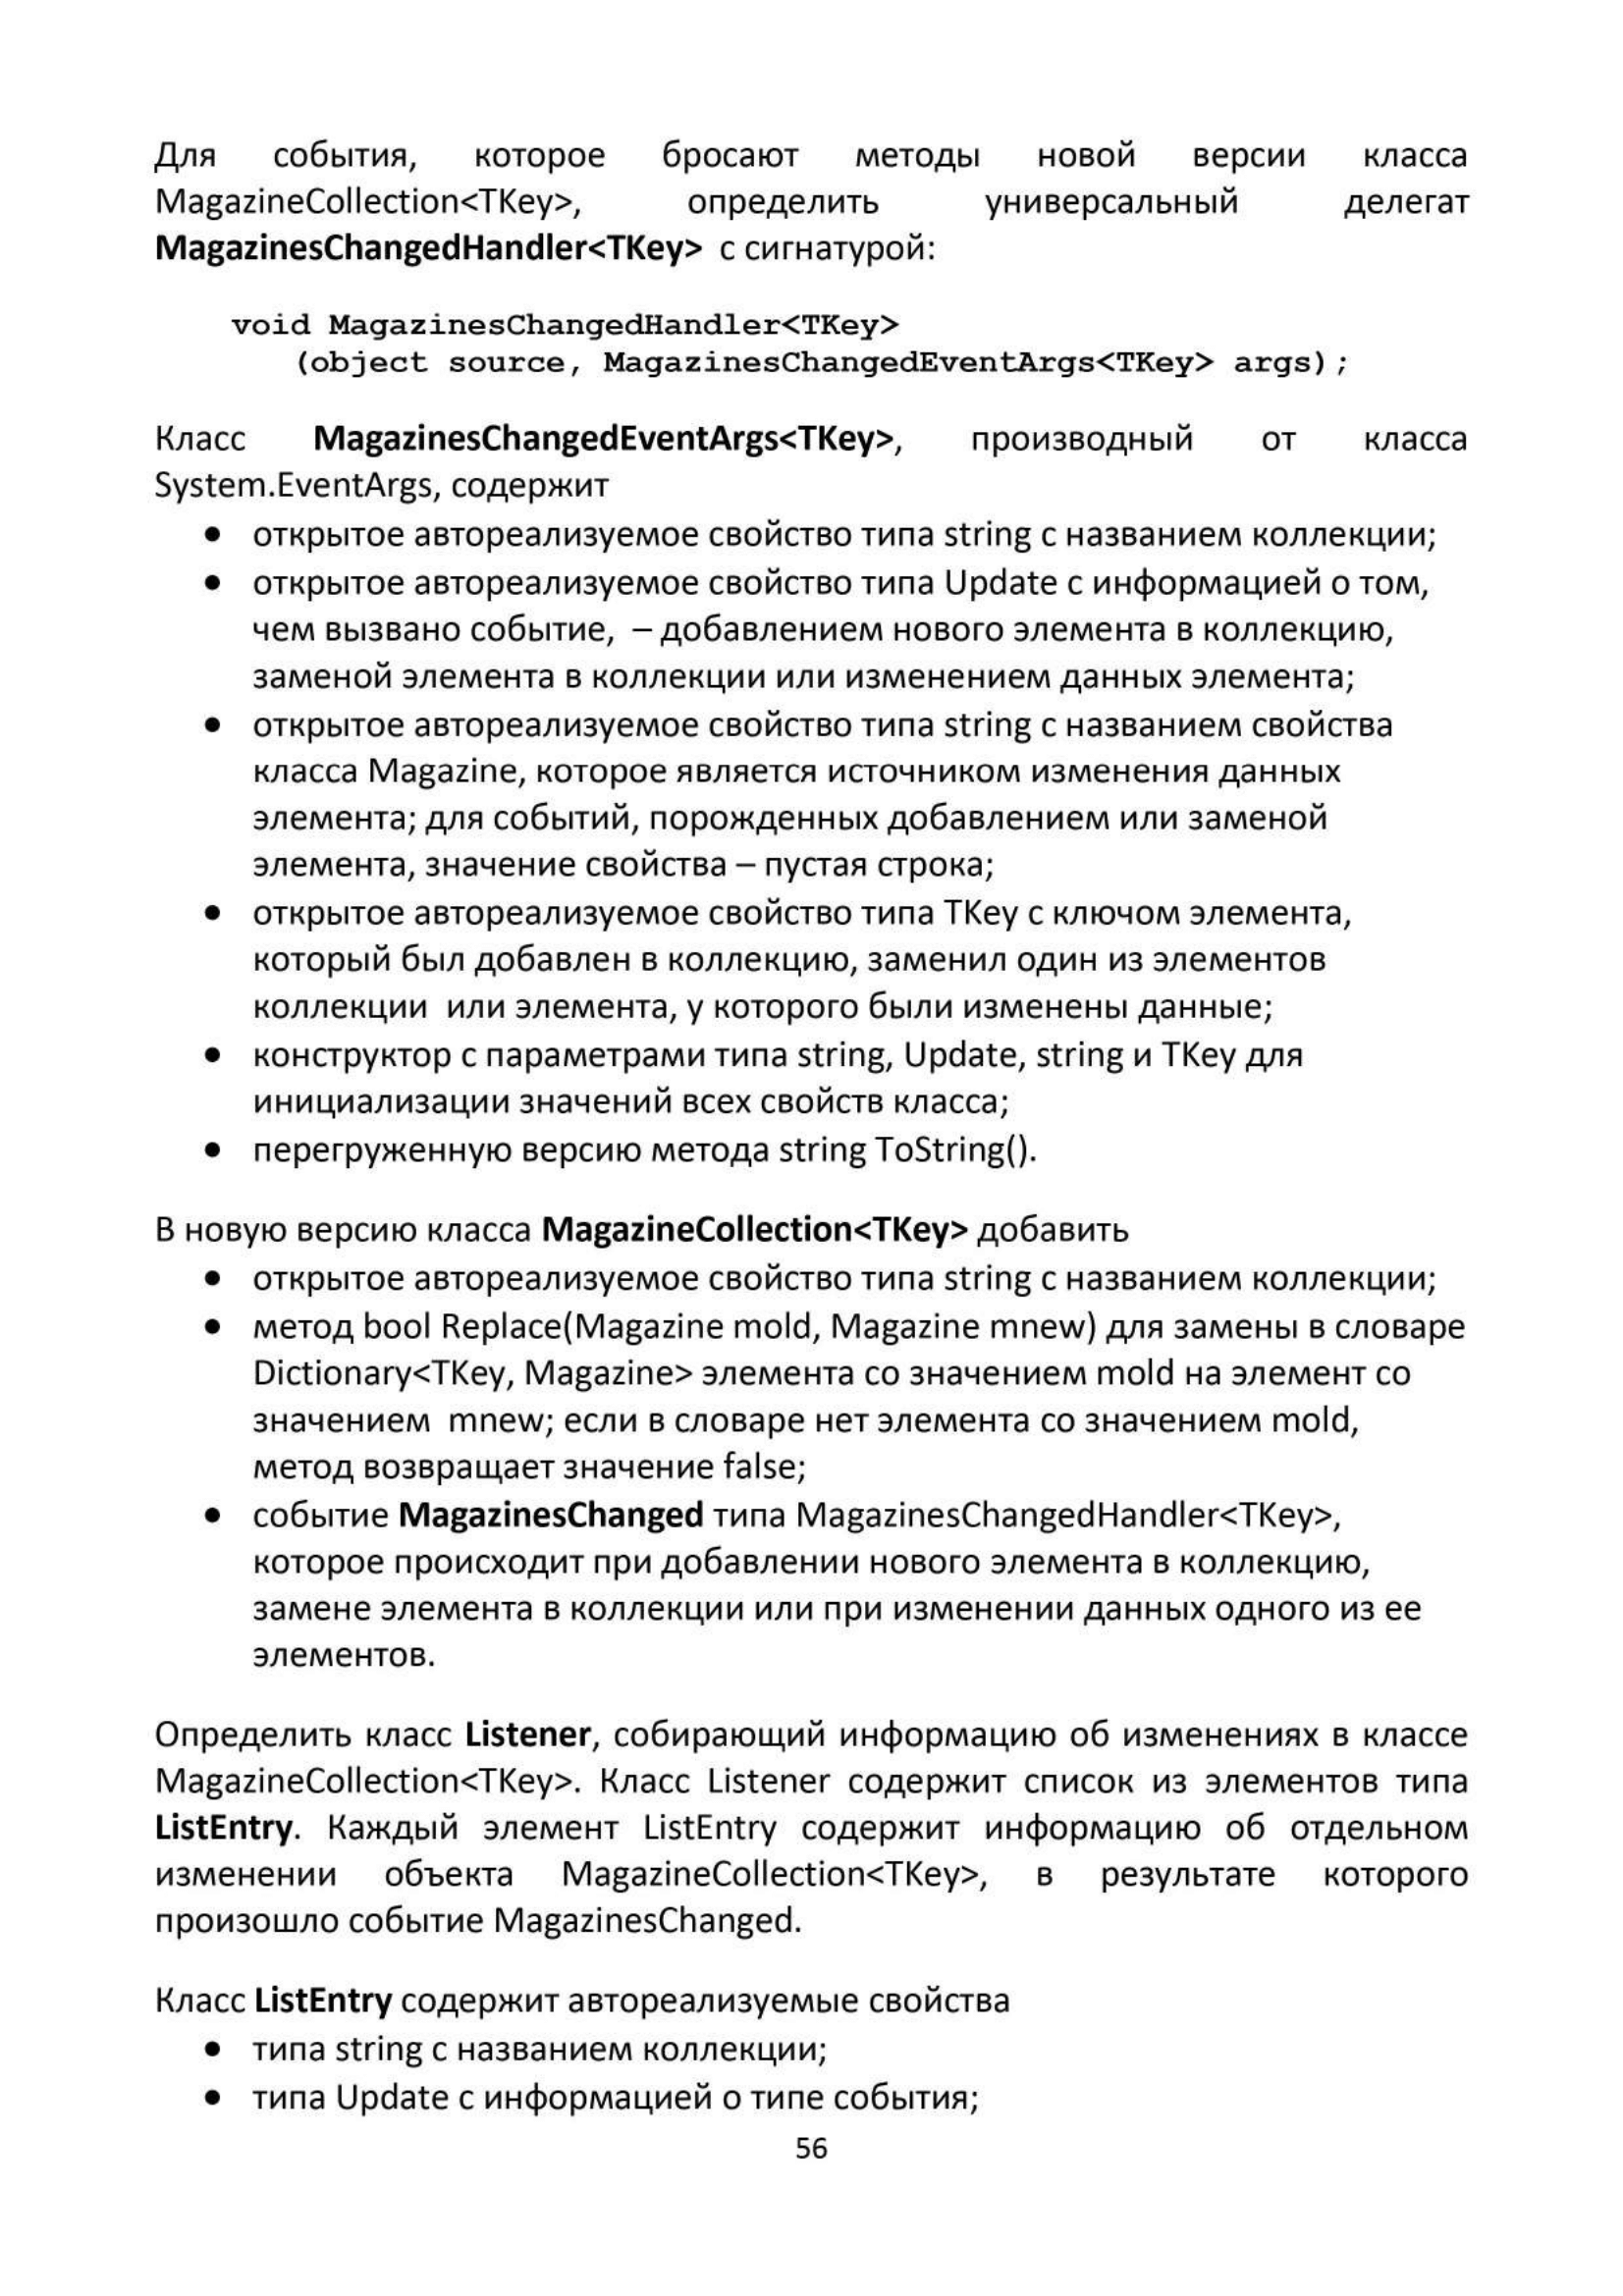 Для события, которое бросают методы новой версии класса
MagazineCollection<TKey>, определить универсальный делегат
MagazinesChangedHandler<TKey> с сигнатурой:
void MagazinesChangedHandler<TKey>
(object source, MagazinesChangedEventArgs<TKey> args);
Класс MagazinesChangedEventArgs<TKey>, производный от класса
System.EventArgs, содержит
• открытое автореализуемое свойство типа string с названием коллекции;
• открытое автореализуемое свойство типа Update с информацией о том,
чем вызвано событие, – добавлением нового элемента в коллекцию,
заменой элемента в коллекции или изменением данных элемента;
• открытое автореализуемое свойство типа string с названием свойства
класса Magazine, которое является источником изменения данных
элемента; для событий, порожденных добавлением или заменой
элемента, значение свойства – пустая строка;
• открытое автореализуемое свойство типа TKey с ключом элемента,
который был добавлен в коллекцию, заменил один из элементов
коллекции или элемента, у которого были изменены данные;
• конструктор c параметрами типа string, Update, string и TKey для
инициализации значений всех свойств класса;
• перегруженную версию метода string ToString().
В новую версию класса MagazineCollection<TKey> добавить
• открытое автореализуемое свойство типа string с названием коллекции;
• метод bool Replace(Magazine mold, Magazine mnew) для замены в словаре
Dictionary<TKey, Magazine> элемента со значением mold на элемент со
значением mnew; если в словаре нет элемента со значением mold,
метод возвращает значение false;
• событие MagazinesChanged типа MagazinesChangedHandler<TKey>,
которое происходит при добавлении нового элемента в коллекцию,
замене элемента в коллекции или при изменении данных одного из ее
элементов.
Определить класс Listener, собирающий информацию об изменениях в классе
MagazineCollection<TKey>. Класс Listener содержит список из элементов типа
ListEntry. Каждый элемент ListEntry содержит информацию об отдельном
изменении объекта MagazineCollection<TKey>, в результате которого
произошло событие MagazinesChanged.
Класс ListEntry содержит автореализуемые свойства
• типа string с названием коллекции;
• типа Update с информацией о типе события;
56